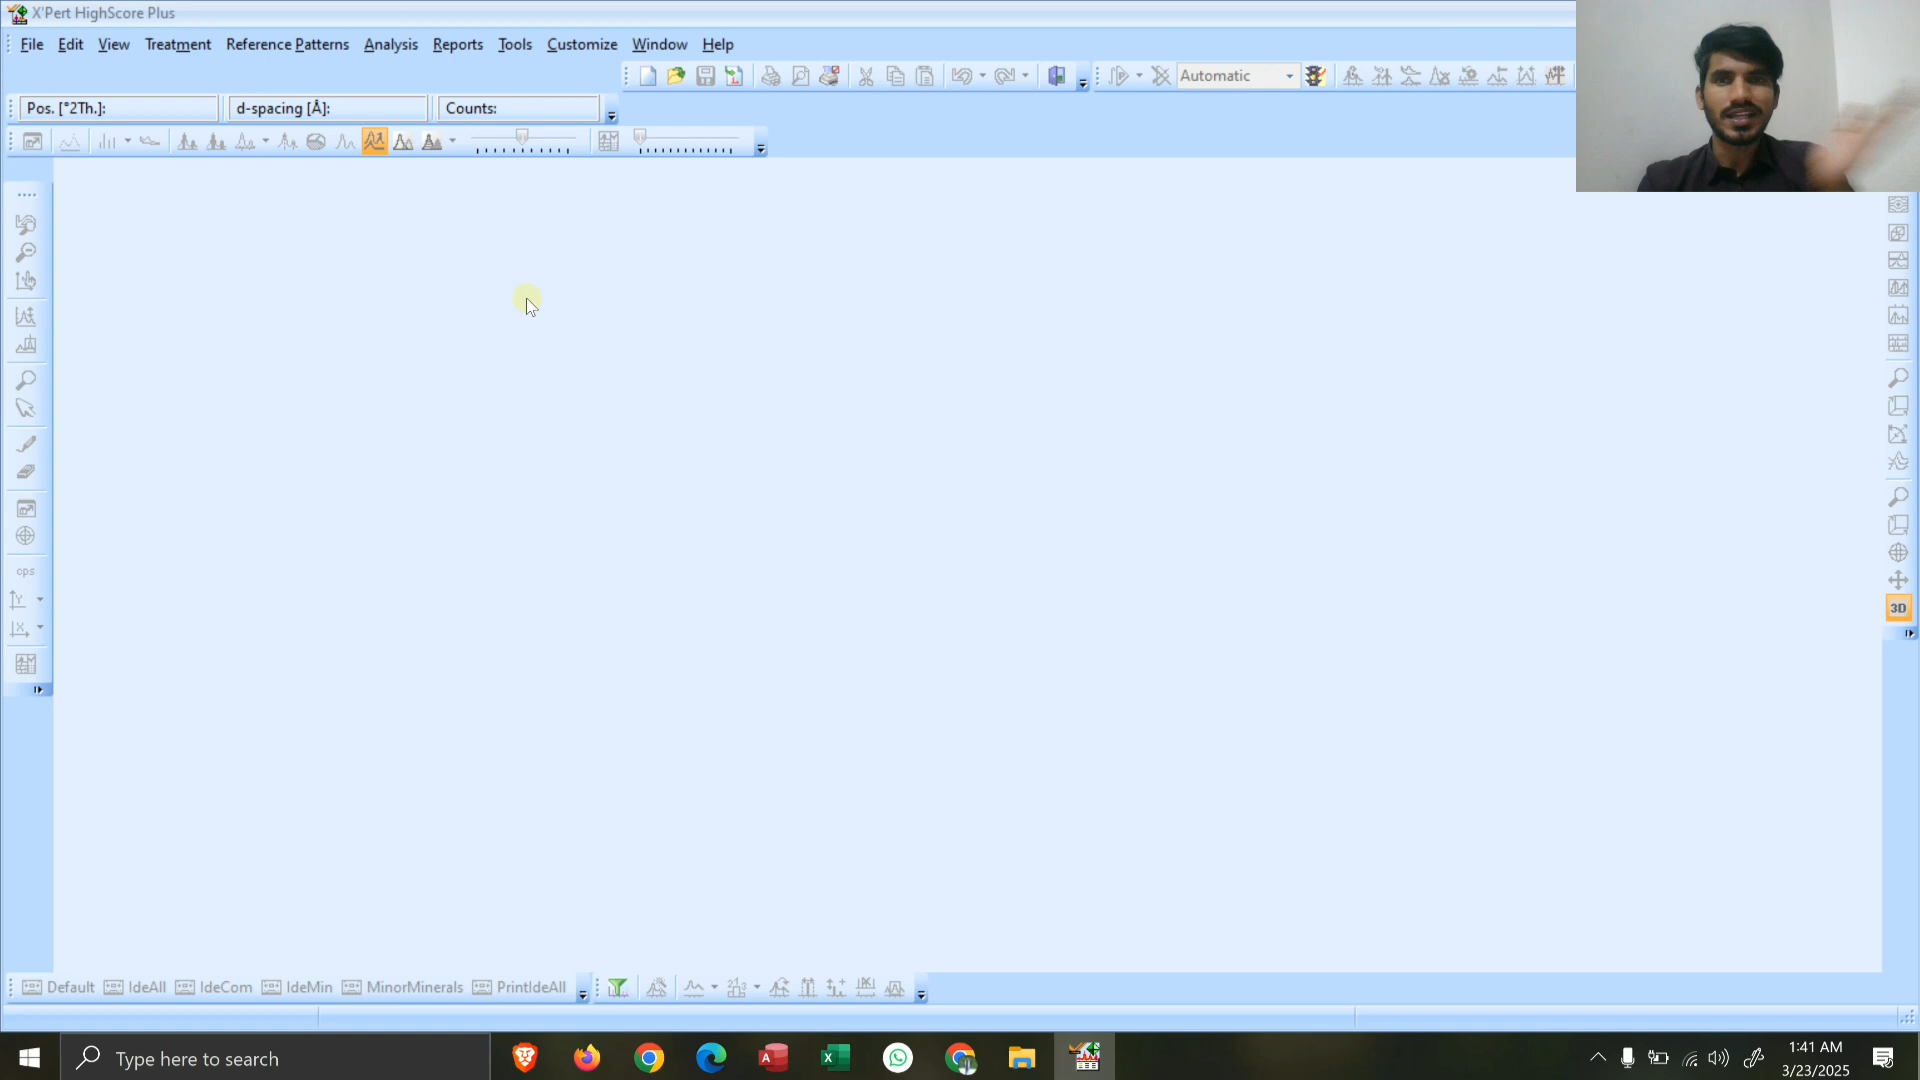 X'Pert HighScore Plus
File Edit View Treatment Reference Patterns Analysis Reports Tools Customize Window Help
Automatic
Pos. [°2Th.]: d-spacing [Å]: Counts:
cps
Y
X
3D
Default IdeAll IdeCom IdeMin MinorMinerals PrintIdeAll
Type here to search
1:41 AM
3/23/2025